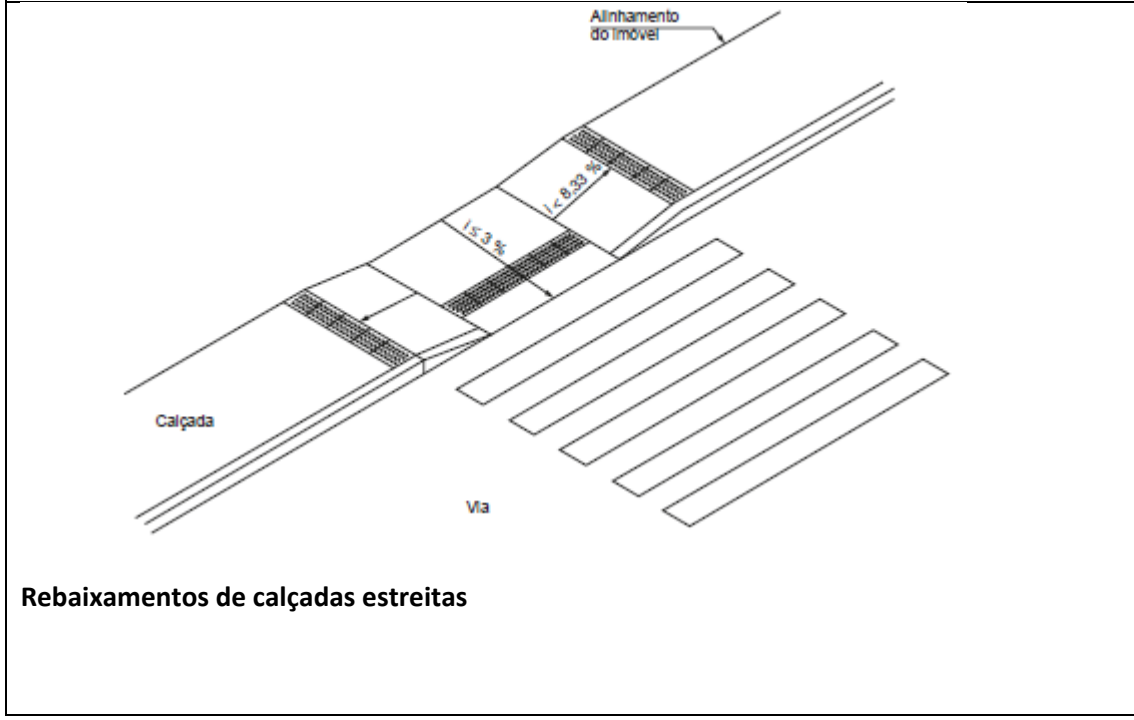 Alinhamento
do imóvel
i < 8,33 %
i ≤ 3 %
Calçada
Via
Rebaixamentos de calçadas estreitas